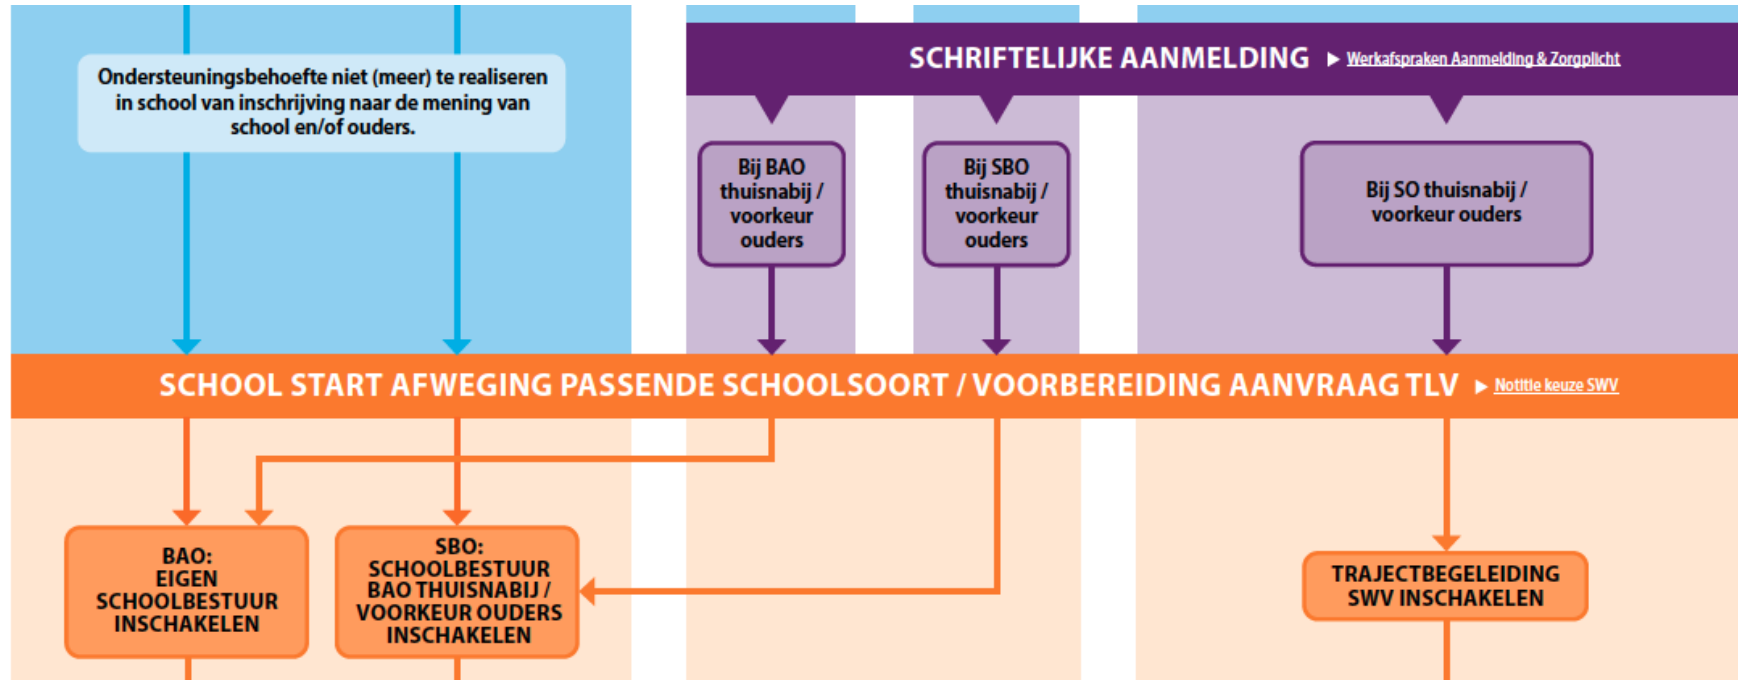 SCHRIFTELIJKE AANMELDING ▶ Werkafspraken Aanmelding & Zorgplicht
Ondersteuningsbehoefte niet (meer) te realiseren
in school van inschrijving naar de mening van
school en/of ouders.
Bij BAO
thuisnabij /
voorkeur
ouders
Bij SBO
thuisnabij /
voorkeur
ouders
Bij SO thuisnabij /
voorkeur ouders
SCHOOL START AFWEGING PASSENDE SCHOOLSOORT / VOORBEREIDING AANVRAAG TLV ▶ Notitie keuze SWV
BAO:
EIGEN
SCHOOLBESTUUR
INSCHAKELEN
SBO:
SCHOOLBESTUUR
BAO THUISNABIJ /
VOORKEUR OUDERS
INSCHAKELEN
TRAJECTBEGELEIDING
SWV INSCHAKELEN